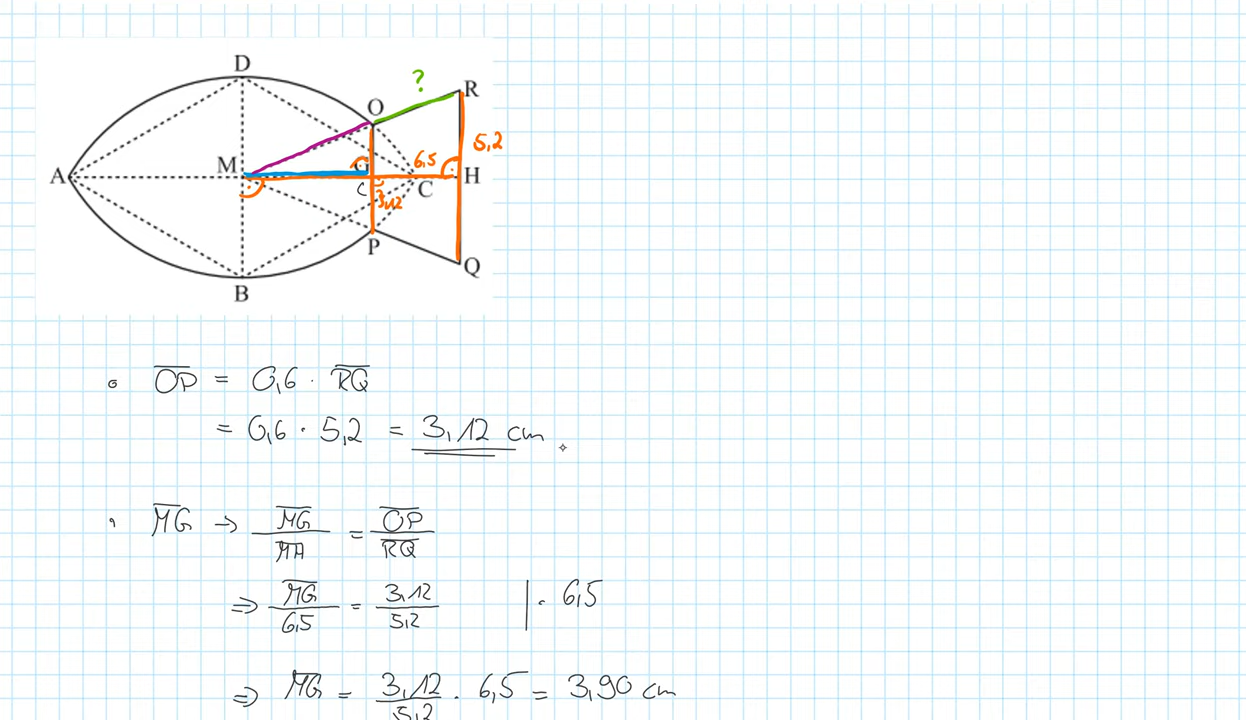 D
?
R
O
5,2
M
6,5
A
G
H
C
C
3,12
P
Q
B
OP = 0,6 · RQ
= 0,6 · 5,2 = 3,12 cm
MG => MG/MH = OP/RQ
=> MG/6,5 = 3,12/5,2 | · 6,5
=> MG = 3,12/5,2 · 6,5 = 3,90 cm